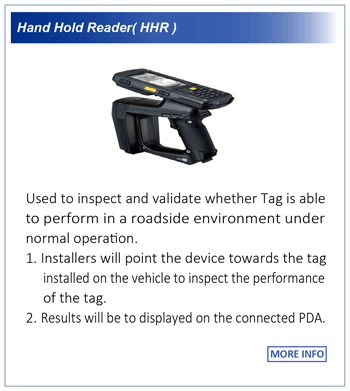 Hand Hold Reader( HHR )
Used to inspect and validate whether Tag is able
to perform in a roadside environment under
normal operation.
1. Installers will point the device towards the tag
installed on the vehicle to inspect the performance
of the tag.
2. Results will be to displayed on the connected PDA.
MORE INFO